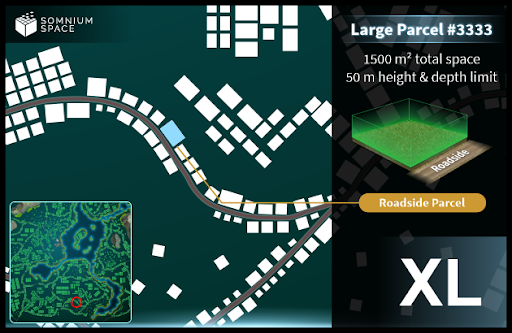 SOMNIUM
SPACE
Large Parcel #3333
1500 m² total space
50 m height & depth limit
Roadside
Roadside Parcel
XL